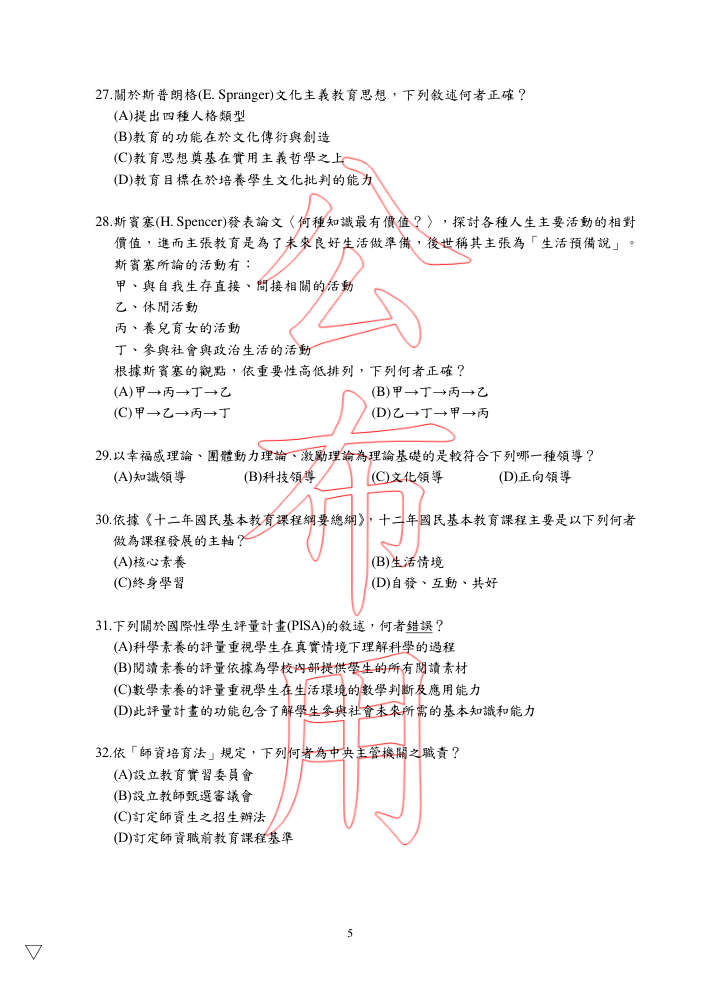 27.關於斯普朗格(E. Spranger)文化主義教育思想，下列敘述何者正確？
(A)提出四種人格類型
(B)教育的功能在於文化傳衍與創造
(C)教育思想奠基在實用主義哲學之上
(D)教育目標在於培養學生文化批判的能力
28.斯賓塞(H. Spencer)發表論文〈何種知識最有價值？〉，探討各種人生主要活動的相對
價值，進而主張教育是為了未來良好生活做準備，後世稱其主張為「生活預備說」。
斯賓塞所論的活動有：
甲、與自我生存直接、間接相關的活動
乙、休閒活動
丙、養兒育女的活動
丁、參與社會與政治生活的活動
根據斯賓塞的觀點，依重要性高低排列，下列何者正確？
(A)甲→丙→丁→乙 (B)甲→丁→丙→乙
(C)甲→乙→丙→丁 (D)乙→丁→甲→丙
29.以幸福感理論、團體動力理論、激勵理論為理論基礎的是較符合下列哪一種領導？
(A)知識領導 (B)科技領導 (C)文化領導 (D)正向領導
30.依據《十二年國民基本教育課程綱要總綱》，十二年國民基本教育課程主要是以下列何者
做為課程發展的主軸？
(A)核心素養 (B)生活情境
(C)終身學習 (D)自發、互動、共好
31.下列關於國際性學生評量計畫(PISA)的敘述，何者錯誤？
(A)科學素養的評量重視學生在真實情境下理解科學的過程
(B)閱讀素養的評量依據為學校內部提供學生的所有閱讀素材
(C)數學素養的評量重視學生在生活環境的數學判斷及應用能力
(D)此評量計畫的功能包含了解學生參與社會未來所需的基本知識和能力
32.依「師資培育法」規定，下列何者為中央主管機關之職責？
(A)設立教育實習委員會
(B)設立教師甄選審議會
(C)訂定師資生之招生辦法
(D)訂定師資職前教育課程基準
公布用
5